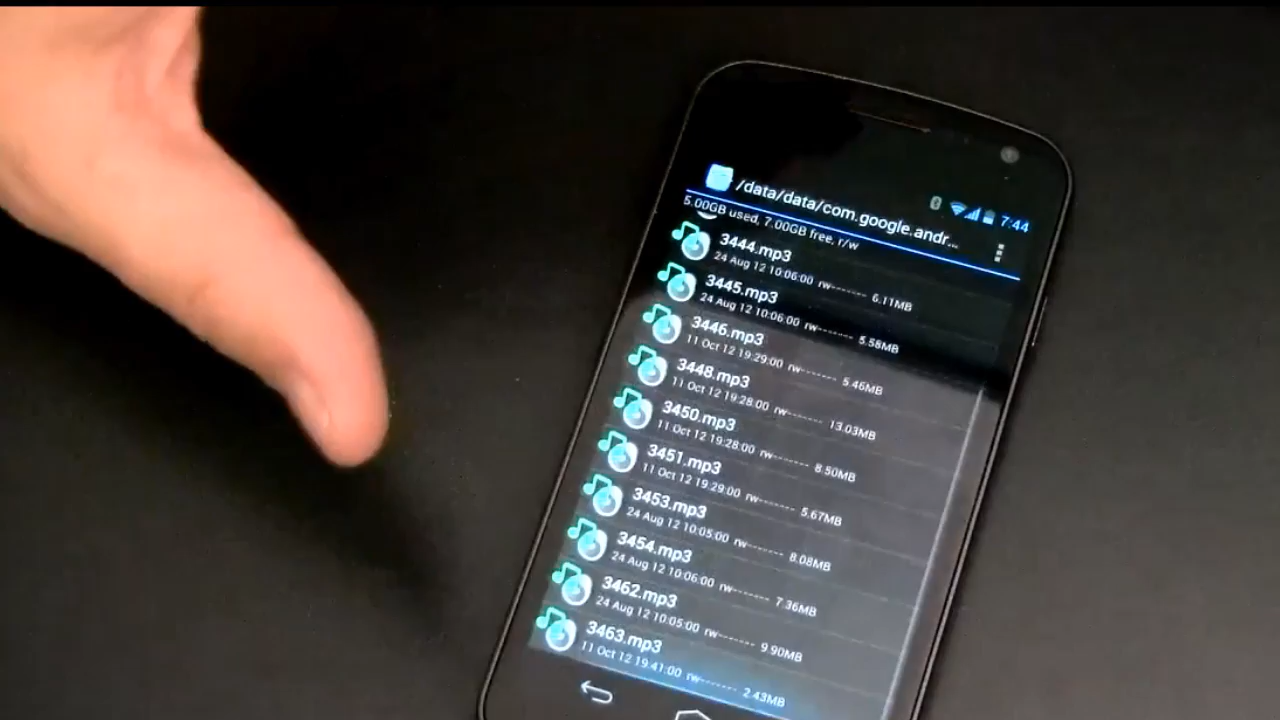 7:44
/data/data/com.google.andr...
5.00GB used, 7.00GB free, r/w
3444.mp3
24 Aug 12 10:06:00 rw------- 6.11MB
3445.mp3
24 Aug 12 10:06:00 rw------- 5.58MB
3446.mp3
11 Oct 12 19:29:00 rw------- 5.46MB
3448.mp3
11 Oct 12 19:28:00 rw------- 13.03MB
3450.mp3
11 Oct 12 19:28:00 rw------- 8.50MB
3451.mp3
11 Oct 12 19:29:00 rw------- 5.67MB
3453.mp3
24 Aug 12 10:05:00 rw------- 8.08MB
3454.mp3
24 Aug 12 10:06:00 rw------- 7.36MB
3462.mp3
24 Aug 12 10:05:00 rw------- 9.90MB
3463.mp3
11 Oct 12 19:41:00 rw------- 2.43MB